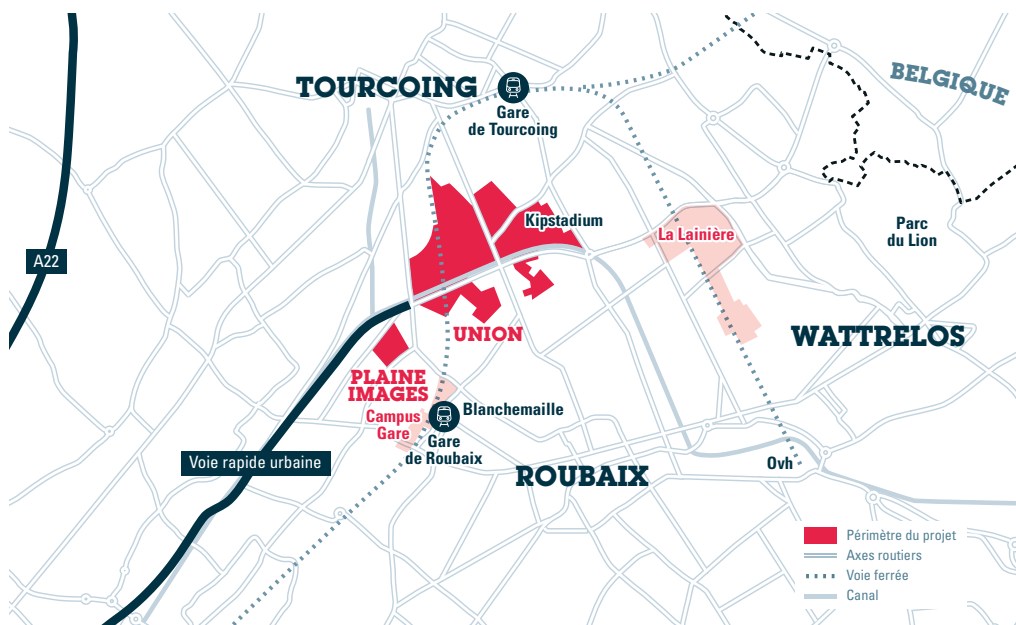 BELGIQUE
TOURCOING
Gare
de Tourcoing
Kipstadium
La Lainière
Parc
du Lion
A22
UNION
WATTRELOS
PLAINE
IMAGES
Campus
Gare
Blanchemaille
Gare
de Roubaix
Voie rapide urbaine
ROUBAIX
Ovh
Périmètre du projet
Axes routiers
Voie ferrée
Canal